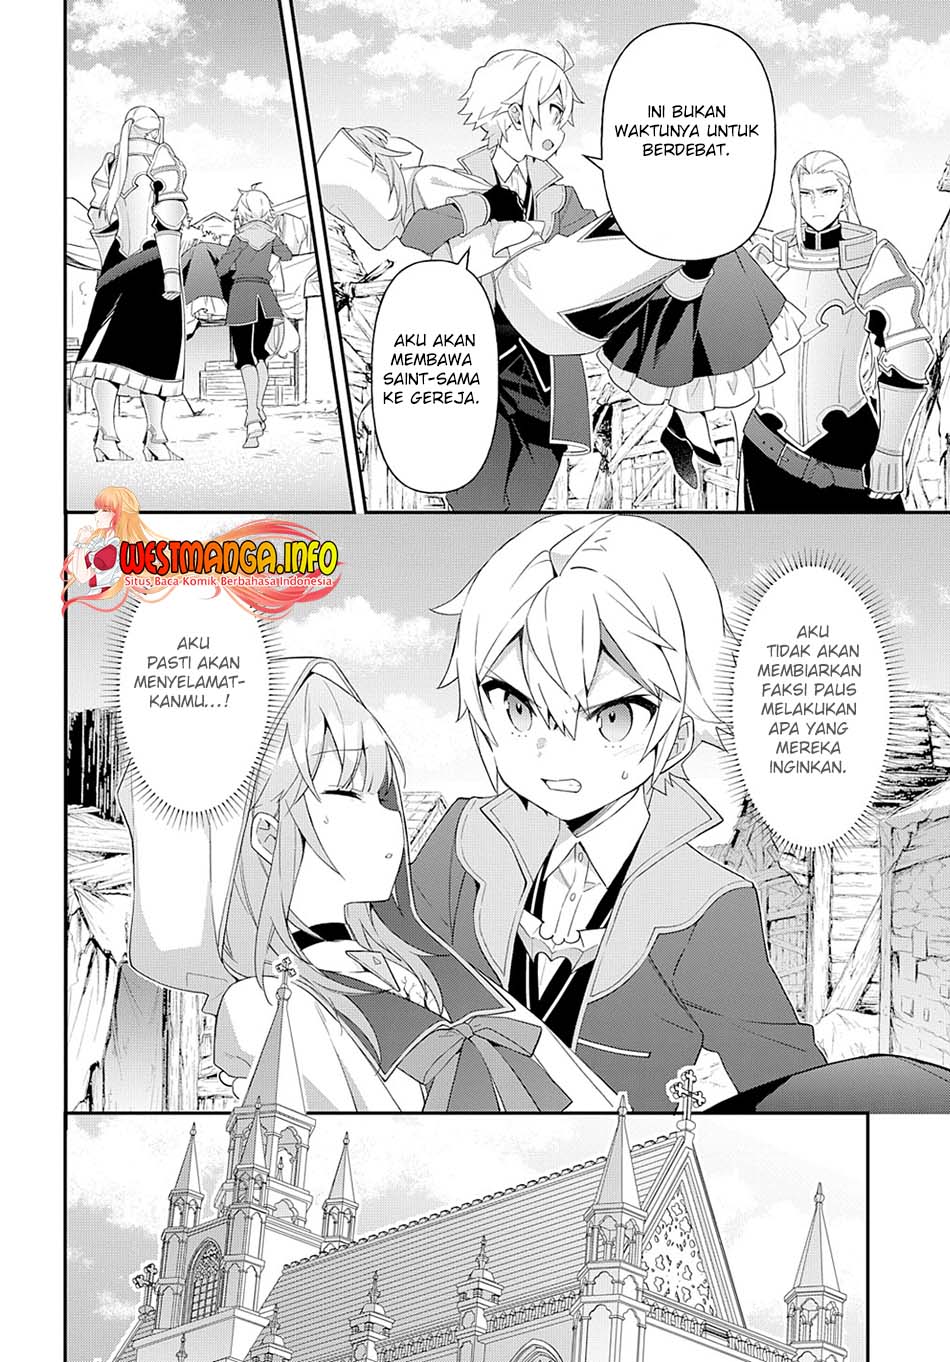 INI BUKAN
WAKTUNYA UNTUK
BERDEBAT.
AKU AKAN
MEMBAWA
SAINT-SAMA
KE GEREJA.
WESTMANGA.INFO
Situs Baca Komik Berbahasa Indonesia
AKU
TIDAK AKAN
MEMBIARKAN
FAKSI PAUS
MELAKUKAN
APA YANG
MEREKA
INGINKAN.
AKU
PASTI AKAN
MENYELAMAT-
KANMU...!